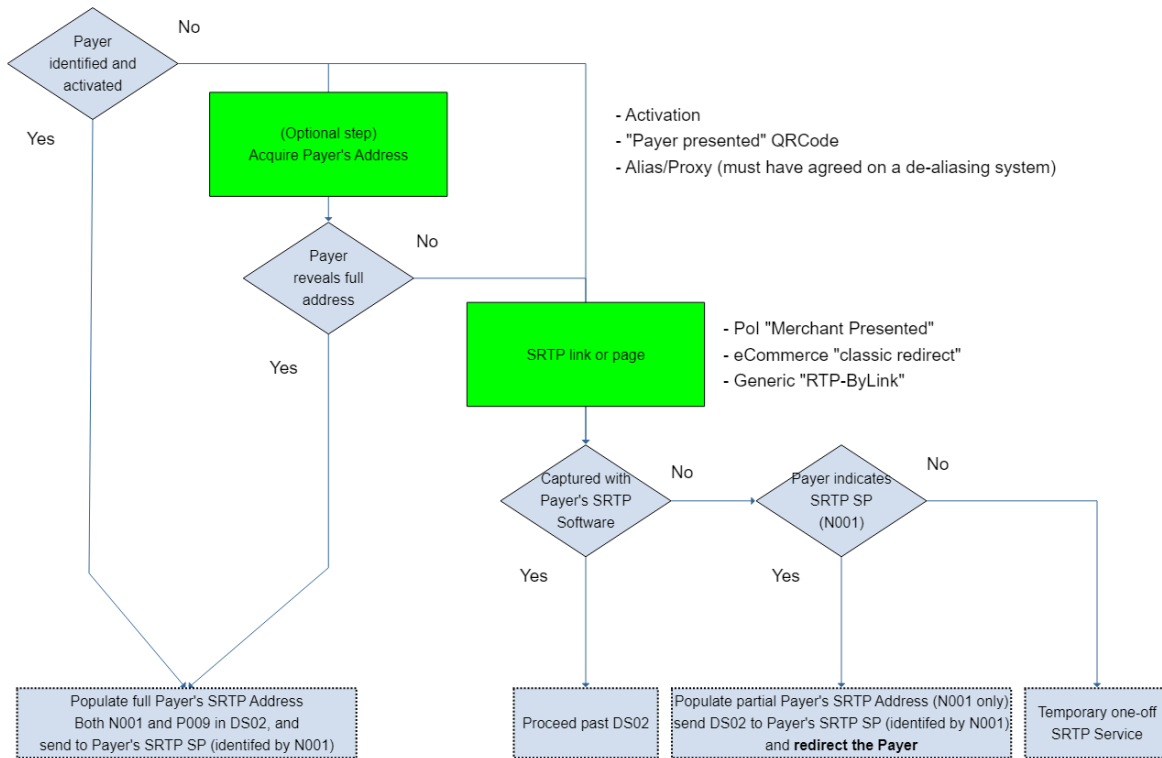 Payer
identified and
activated
No
Yes
(Optional step)
Acquire Payer's Address
- Activation
- "Payer presented" QRCode
- Alias/Proxy (must have agreed on a de-aliasing system)
Payer
reveals full
address
No
Yes
SRTP link or page
- PoI "Merchant Presented"
- eCommerce "classic redirect"
- Generic "RTP-ByLink"
Captured with
Payer's SRTP
Software
No
Yes
Payer indicates
SRTP SP
(N001)
No
Yes
Populate full Payer's SRTP Address
Both N001 and P009 in DS02, and
send to Payer's SRTP SP (identifed by N001)
Proceed past DS02
Populate partial Payer's SRTP Address (N001 only)
send DS02 to Payer's SRTP SP (identifed by N001)
and redirect the Payer
Temporary one-off
SRTP Service